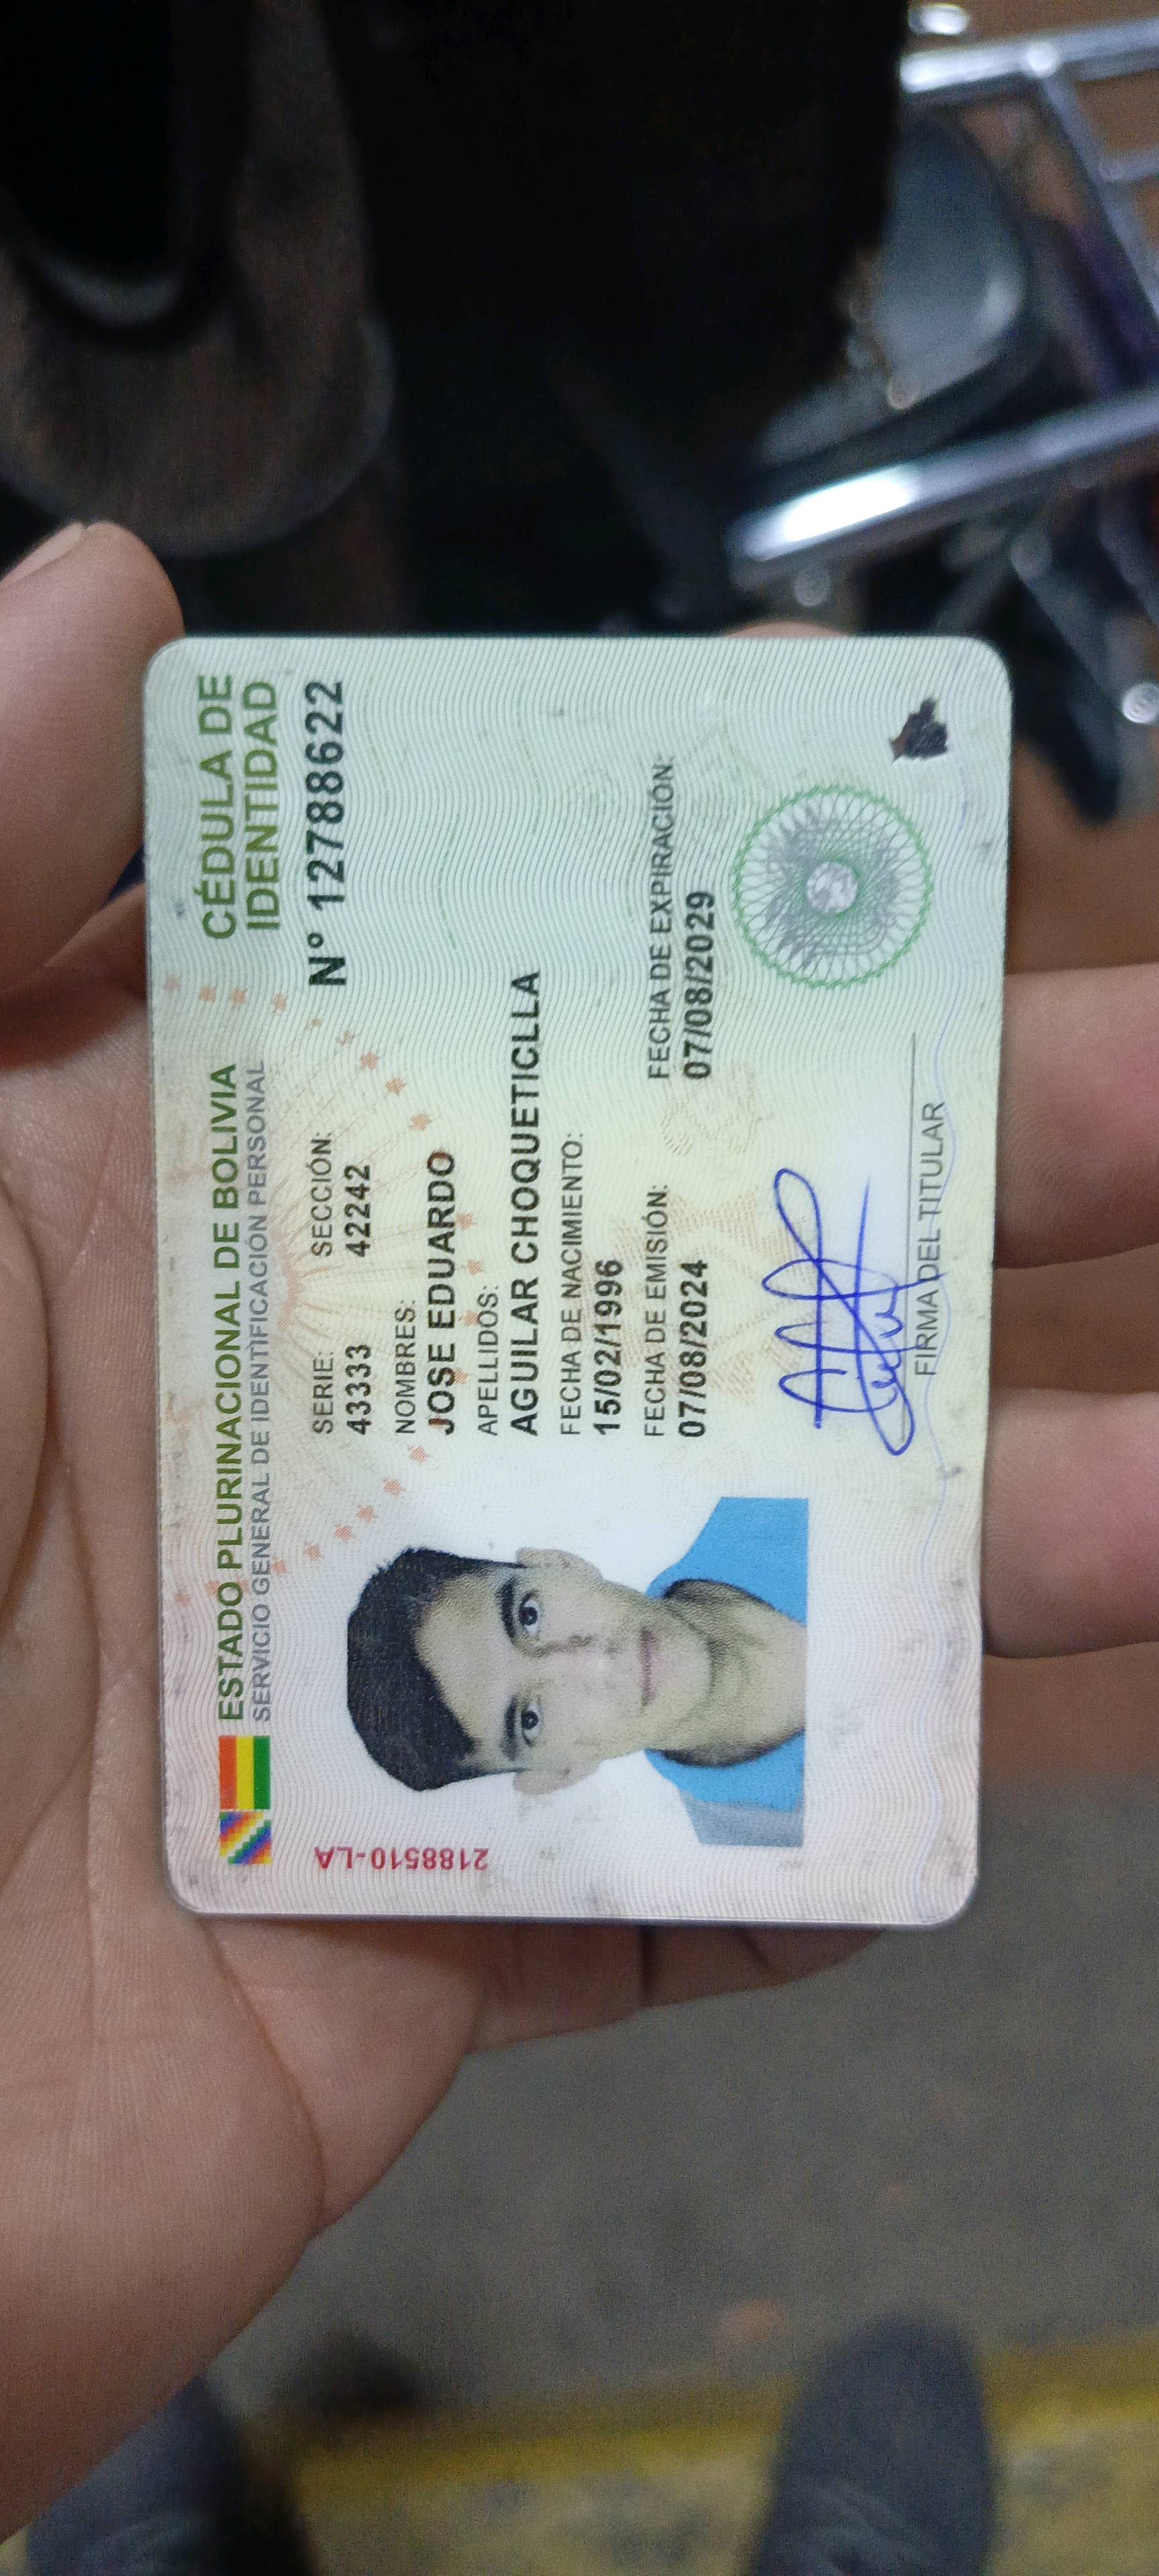 ESTADO PLURINACIONAL DE BOLIVIA
SERVICIO GENERAL DE IDENTIFICACIÓN PERSONAL
CÉDULA DE
IDENTIDAD
N° 12788622
2188510-LA
SERIE: SECCIÓN:
43333 42242
NOMBRES:
JOSE EDUARDO
APELLIDOS:
AGUILAR CHOQUETICLLA
FECHA DE NACIMIENTO:
15/02/1996
FECHA DE EMISIÓN: FECHA DE EXPIRACIÓN:
07/08/2024 07/08/2029
FIRMA DEL TITULAR